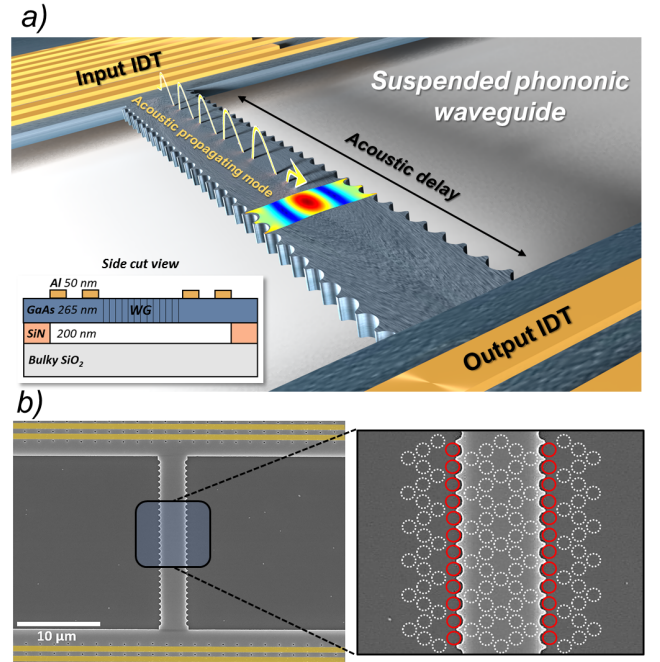 a)
Input IDT
Suspended phononic
waveguide
Acoustic propagating mode
Acoustic delay
Side cut view
Al 50 nm
GaAs 265 nm WG
SiN 200 nm
Bulky SiO₂
Output IDT
b)
10 µm